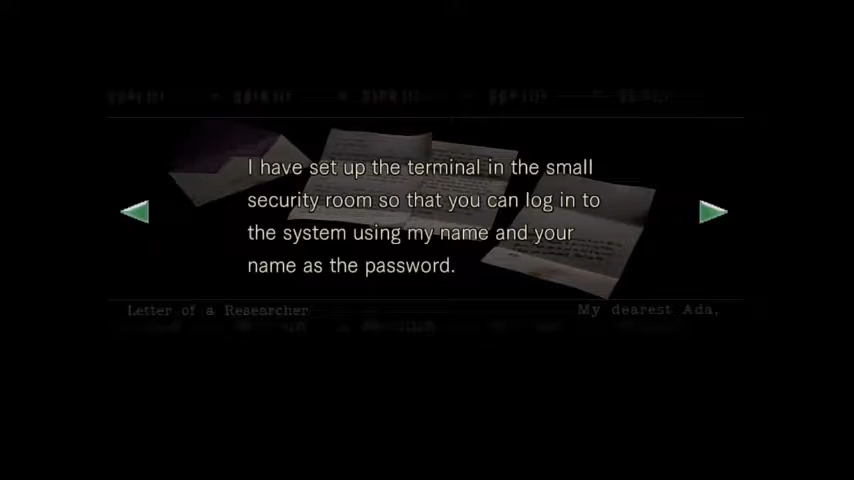 I have set up the terminal in the small
security room so that you can log in to
the system using my name and your
name as the password.
Letter of a Researcher
My dearest Ada,